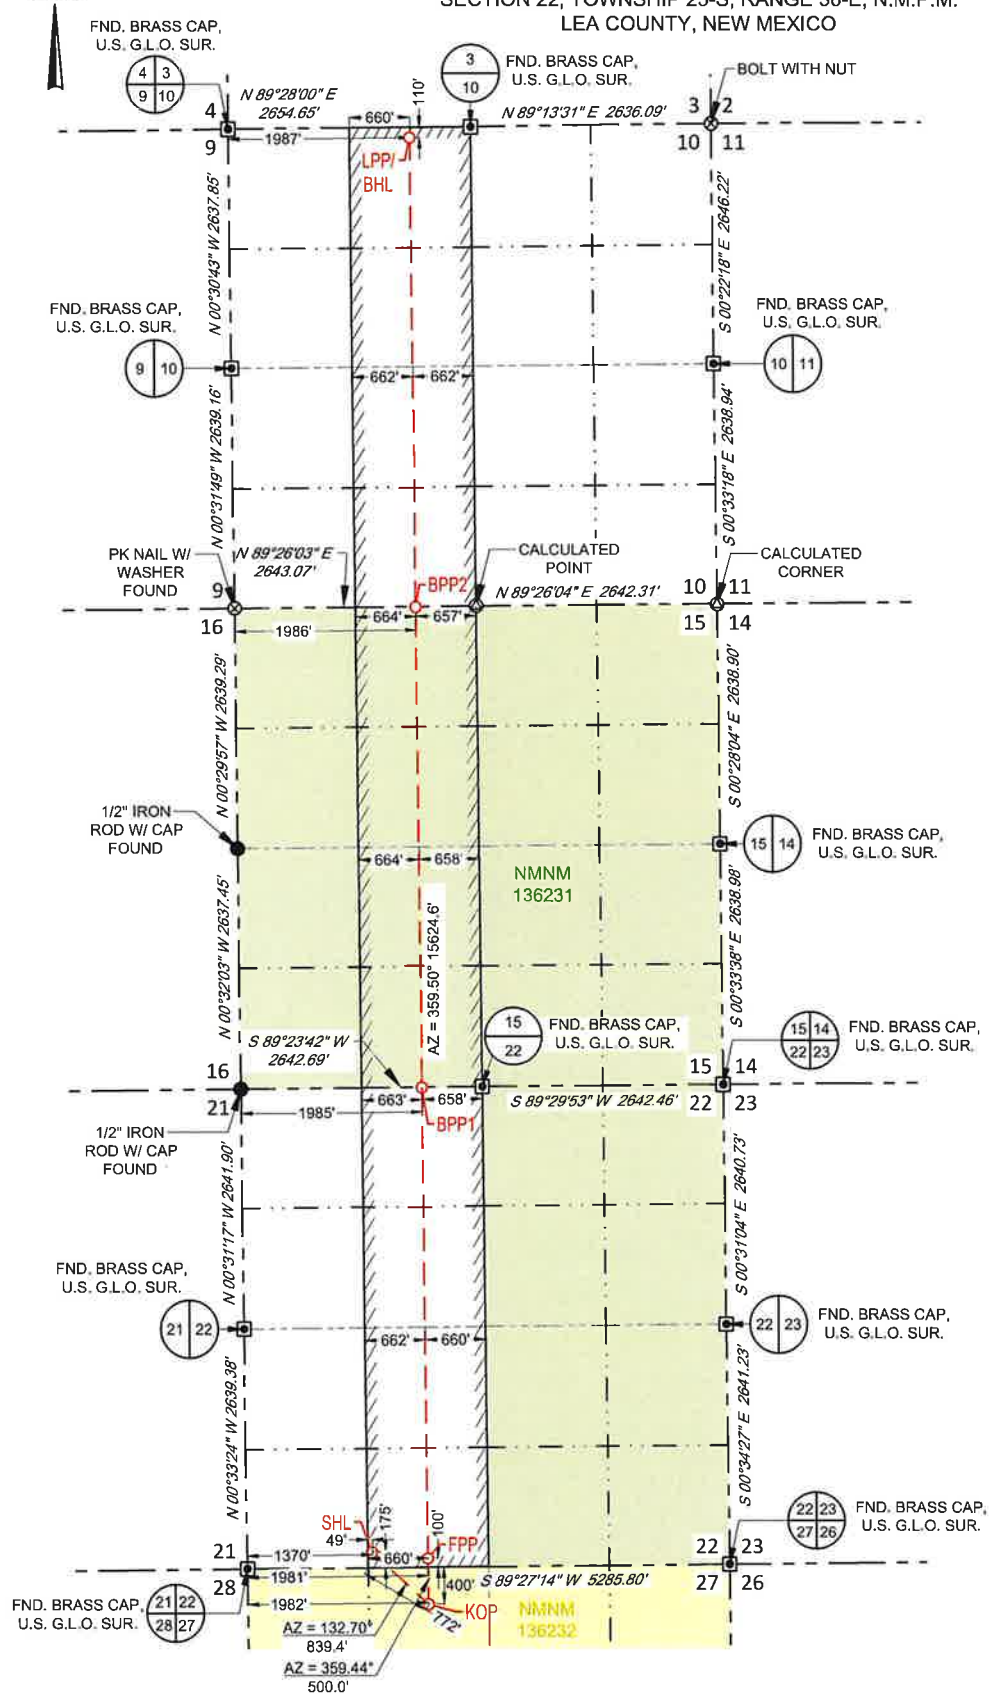 SECTION 22, TOWNSHIP 25-S, RANGE 36-E, N.M.P.M.
LEA COUNTY, NEW MEXICO
FND. BRASS CAP,
U.S. G.L.O. SUR.
4 3
9 10
FND. BRASS CAP,
U.S. G.L.O. SUR.
3
10
BOLT WITH NUT
N 89°28'00" E
2654.65'
660'
110'
N 89°13'31" E 2636.09'
4
9
3 2
10 11
1987'
LPP/
BHL
N 00°30'43" W 2637.85'
S 00°22'18" E 2646.22'
FND. BRASS CAP,
U.S. G.L.O. SUR.
9 10
FND. BRASS CAP,
U.S. G.L.O. SUR.
10 11
662' 662'
N 00°31'49" W 2639.16'
S 00°33'18" E 2638.94'
PK NAIL W/
WASHER
FOUND
N 89°26'03" E
2643.07'
CALCULATED
POINT
CALCULATED
CORNER
BPP2
N 89°26'04" E 2642.31'
9
16
10 11
15 14
664' 657'
1986'
N 00°29'57" W 2639.29'
S 00°28'04" E 2638.90'
1/2" IRON
ROD W/ CAP
FOUND
15 14
FND. BRASS CAP,
U.S. G.L.O. SUR.
664' 658'
NMNM
136231
AZ = 359.50° 15624.6'
N 00°32'03" W 2637.45'
S 00°33'38" E 2638.98'
S 89°23'42" W
2642.69'
15
22
FND. BRASS CAP,
U.S. G.L.O. SUR.
15 14
22 23
FND. BRASS CAP,
U.S. G.L.O. SUR.
16
21
15 14
22 23
663' 658'
S 89°29'53" W 2642.46'
1985'
BPP1
1/2" IRON
ROD W/ CAP
FOUND
N 00°31'17" W 2641.90'
S 00°31'04" E 2640.73'
FND. BRASS CAP,
U.S. G.L.O. SUR.
21 22
22 23
FND. BRASS CAP,
U.S. G.L.O. SUR.
662' 660'
N 00°33'24" W 2639.38'
S 00°34'27" E 2641.23'
22 23
27 26
FND. BRASS CAP,
U.S. G.L.O. SUR.
SHL
49'
175'
100'
FPP
21
28
22 23
27 26
1370'
660'
1981'
400'
S 89°27'14" W 5285.80'
1982'
KOP
772'
FND. BRASS CAP,
U.S. G.L.O. SUR.
21 22
28 27
NMNM
136232
AZ = 132.70°
839.4'
AZ = 359.44°
500.0'